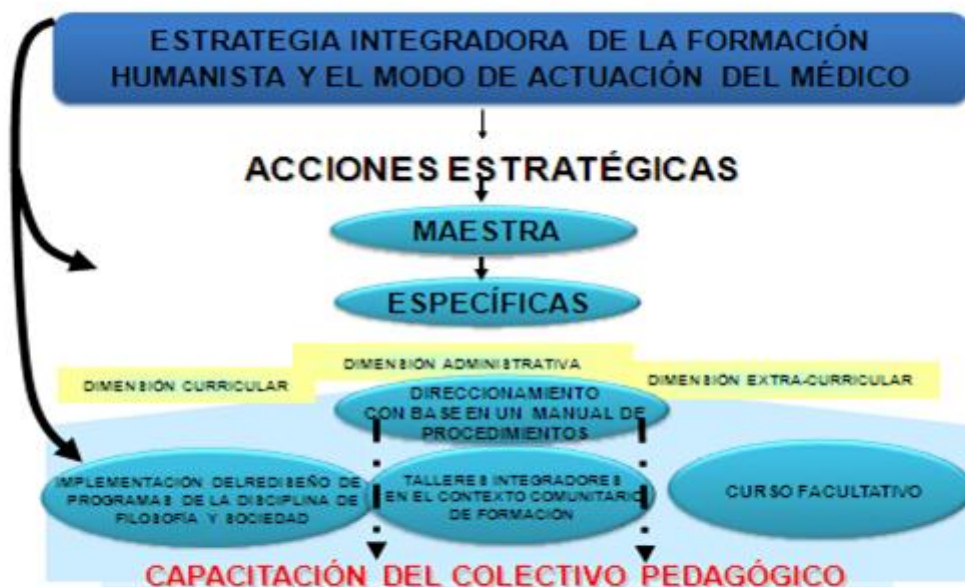 ESTRATEGIA INTEGRADORA DE LA FORMACIÓN
HUMANISTA Y EL MODO DE ACTUACIÓN DEL MÉDICO
ACCIONES ESTRATÉGICAS
MAESTRA
ESPECÍFICAS
DIMENSIÓN ADMINISTRATIVA
DIMENSIÓN CURRICULAR
DIMENSIÓN EXTRA-CURRICULAR
DIRECCIONAMIENTO
CON BASE EN UN MANUAL DE
PROCEDIMIENTOS
IMPLEMENTACIÓN DELREDISEÑO DE
PROGRAMAS DE LA DISCIPLINA DE
FILOSOFÍA Y SOCIEDAD
TALLERES INTEGRADORES
EN EL CONTEXTO COMUNITARIO
DE FORMACIÓN
CURSO FACULTATIVO
CAPACITACIÓN DEL COLECTIVO PEDAGÓGICO